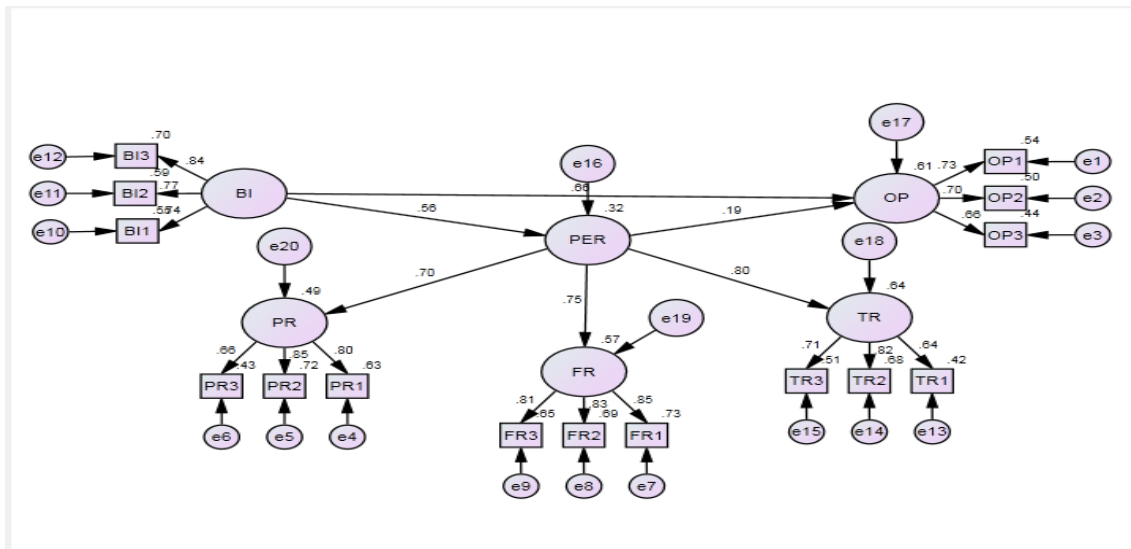 e17
.54
.70
OP1
e1
.61
.73
e12
BI3
.84
e16
.50
.59
.66
OP
.70
OP2
e2
e11
BI2
.77
BI
.44
.56
.19
.66
OP3
e3
e10
BI1
.74
.32
e20
PER
e18
.70
.80
.49
.75
.64
PR
e19
TR
.57
.66
.85
.80
.71
.82
.64
.43
.72
.63
FR
.51
.68
.42
PR3
PR2
PR1
TR3
TR2
TR1
.81
.83
.85
.65
.69
.73
e6
e5
e4
FR3
FR2
FR1
e15
e14
e13
e9
e8
e7